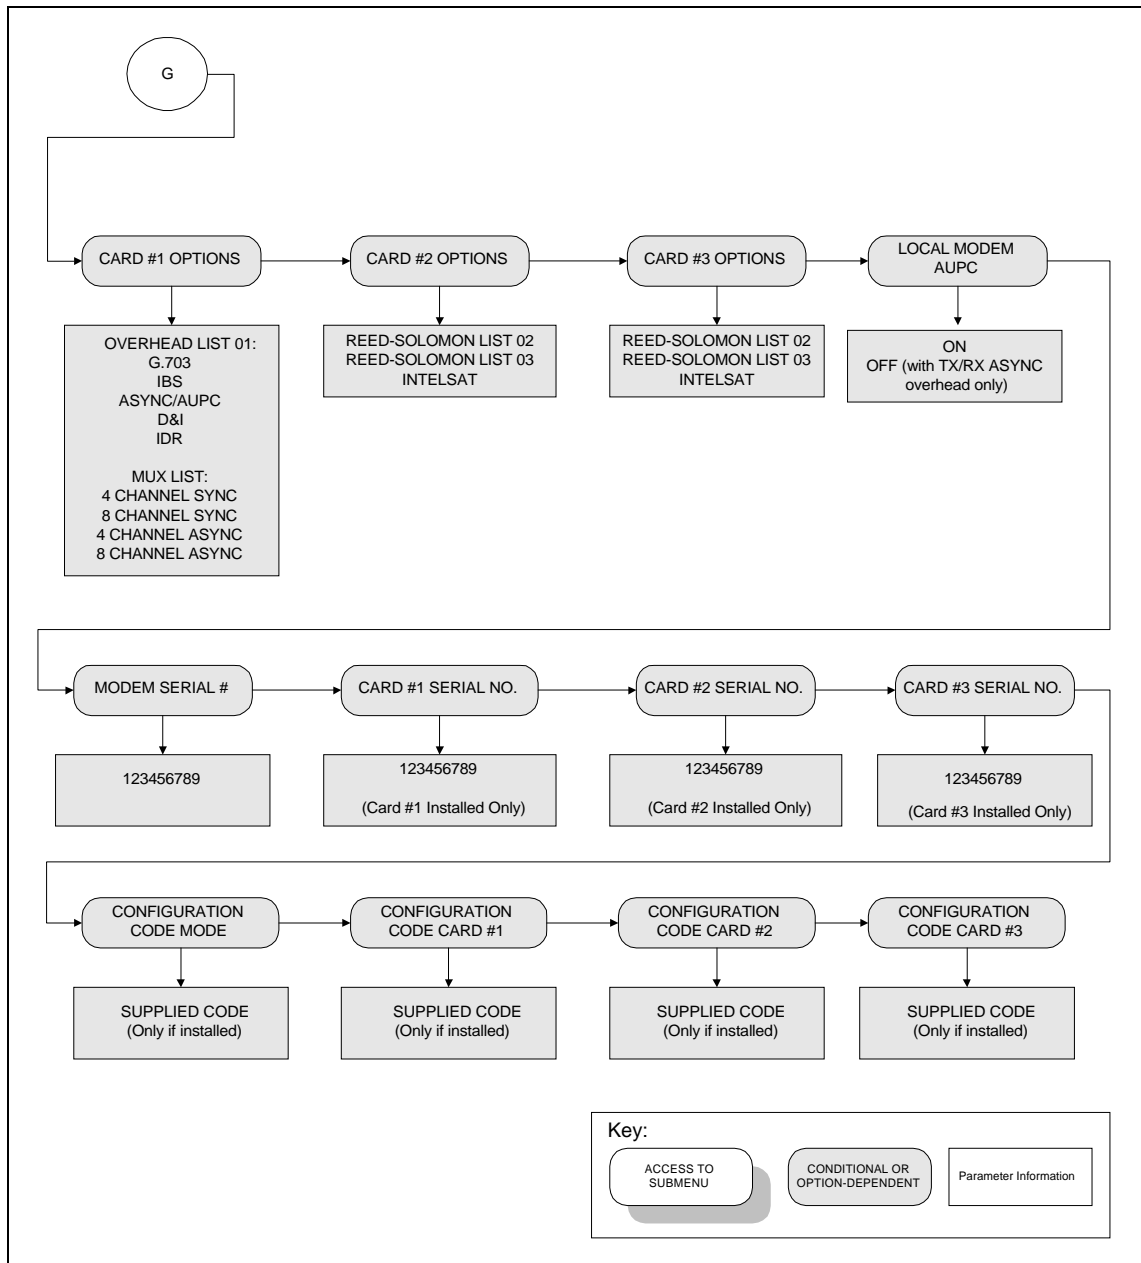 G
CARD #1 OPTIONS
CARD #2 OPTIONS
CARD #3 OPTIONS
LOCAL MODEM
AUPC
OVERHEAD LIST 01:
G.703
IBS
ASYNC/AUPC
D&I
IDR
MUX LIST:
4 CHANNEL SYNC
8 CHANNEL SYNC
4 CHANNEL ASYNC
8 CHANNEL ASYNC
REED-SOLOMON LIST 02
REED-SOLOMON LIST 03
INTELSAT
REED-SOLOMON LIST 02
REED-SOLOMON LIST 03
INTELSAT
ON
OFF (with TX/RX ASYNC
overhead only)
MODEM SERIAL #
CARD #1 SERIAL NO.
CARD #2 SERIAL NO.
CARD #3 SERIAL NO.
123456789
123456789
(Card #1 Installed Only)
123456789
(Card #2 Installed Only)
123456789
(Card #3 Installed Only)
CONFIGURATION
CODE MODE
CONFIGURATION
CODE CARD #1
CONFIGURATION
CODE CARD #2
CONFIGURATION
CODE CARD #3
SUPPLIED CODE
(Only if installed)
SUPPLIED CODE
(Only if installed)
SUPPLIED CODE
(Only if installed)
SUPPLIED CODE
(Only if installed)
Key:
ACCESS TO
SUBMENU
CONDITIONAL OR
OPTION-DEPENDENT
Parameter Information